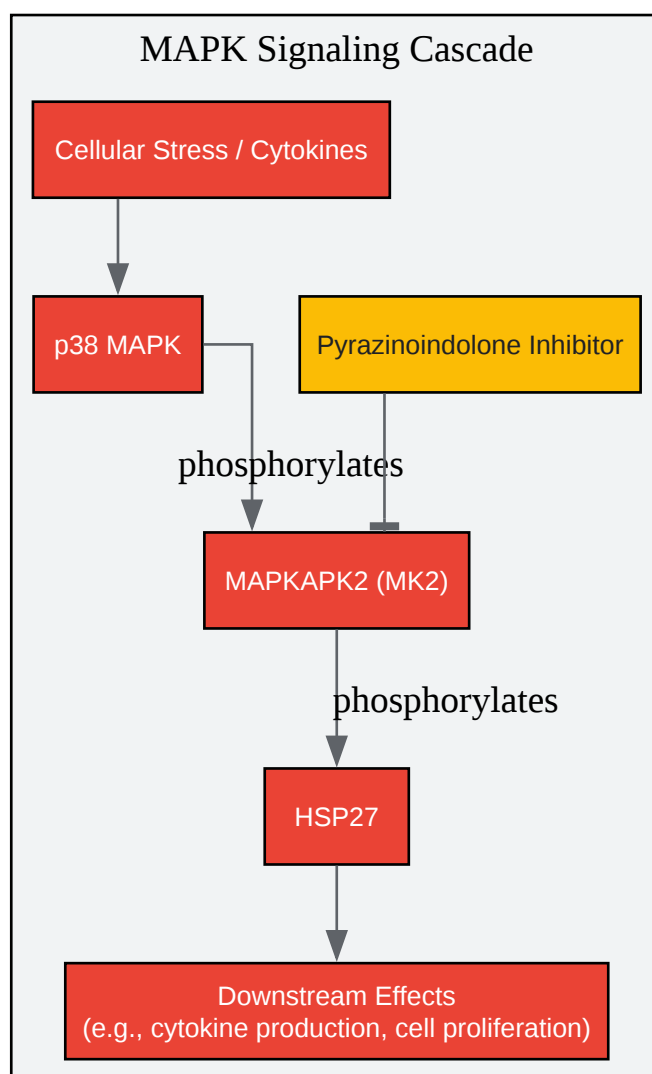 MAPK Signaling Cascade
Cellular Stress / Cytokines
p38 MAPK
Pyrazinoindolone Inhibitor
phosphorylates
MAPKAPK2 (MK2)
phosphorylates
HSP27
Downstream Effects
(e.g., cytokine production, cell proliferation)